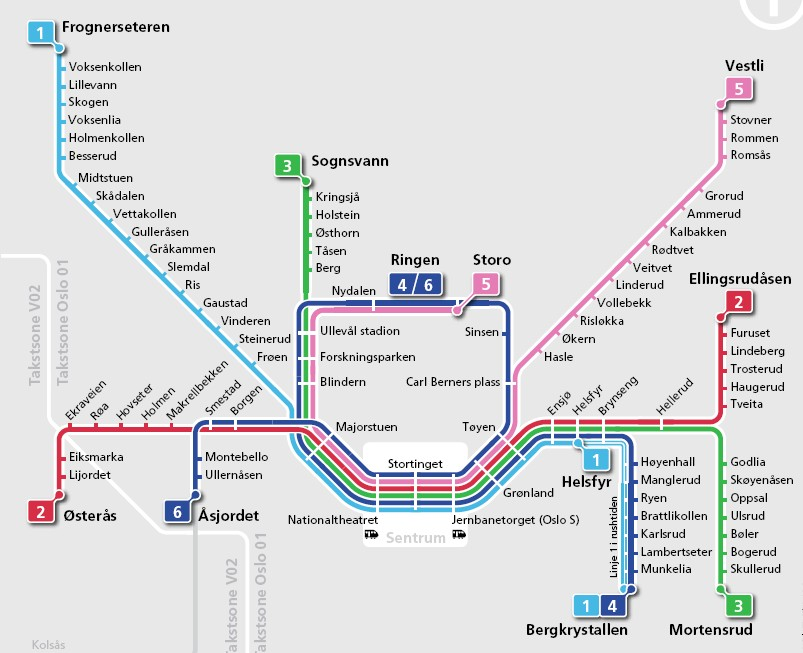 1 Frognerseteren
Voksenkollen
Lillevann
Skogen
Voksenlia
Holmenkollen
Besserud
Midtstuen
Skådalen
Vettakollen
Gulleråsen
Gråkammen
Slemdal
Ris
Gaustad
Vinderen
Steinerud
Frøen
3 Sognsvann
Kringsjå
Holstein
Østhorn
Tåsen
Berg
Ringen
4/6
Storo
5
Nydalen
Ullevål stadion
Forskningsparken
Blindern
Majorstuen
Sinsen
Carl Berners plass
Tøyen
Vestli
5
Stovner
Rommen
Romsås
Grorud
Ammerud
Kalbakken
Rødtvet
Veitvet
Linderud
Vollebekk
Risløkka
Økern
Hasle
Ellingsrudåsen
2
Furuset
Lindeberg
Trosterud
Haugerud
Tveita
Hellerud
Brynseng
Helsfyr
Ensjø
Takstsone V02
Takstsone Oslo 01
Ekraveien
Røa
Hovseter
Holmen
Makrellbekken
Smestad
Borgen
Eiksmarka
Lijordet
2 Østerås
Montebello
Ullernåsen
6 Åsjordet
Stortinget
Nationaltheatret
Jernbanetorget (Oslo S)
Sentrum
Grønland
1
Helsfyr
Linje 1 i rushtiden
Høyenhall
Manglerud
Ryen
Brattlikollen
Karlsrud
Lambertseter
Munkelia
1 4
Bergkrystallen
Godlia
Skøyenåsen
Oppsal
Ulsrud
Bøler
Bogerud
Skullerud
3
Mortensrud
Takstsone V02
Takstsone Oslo 01
Kolsås